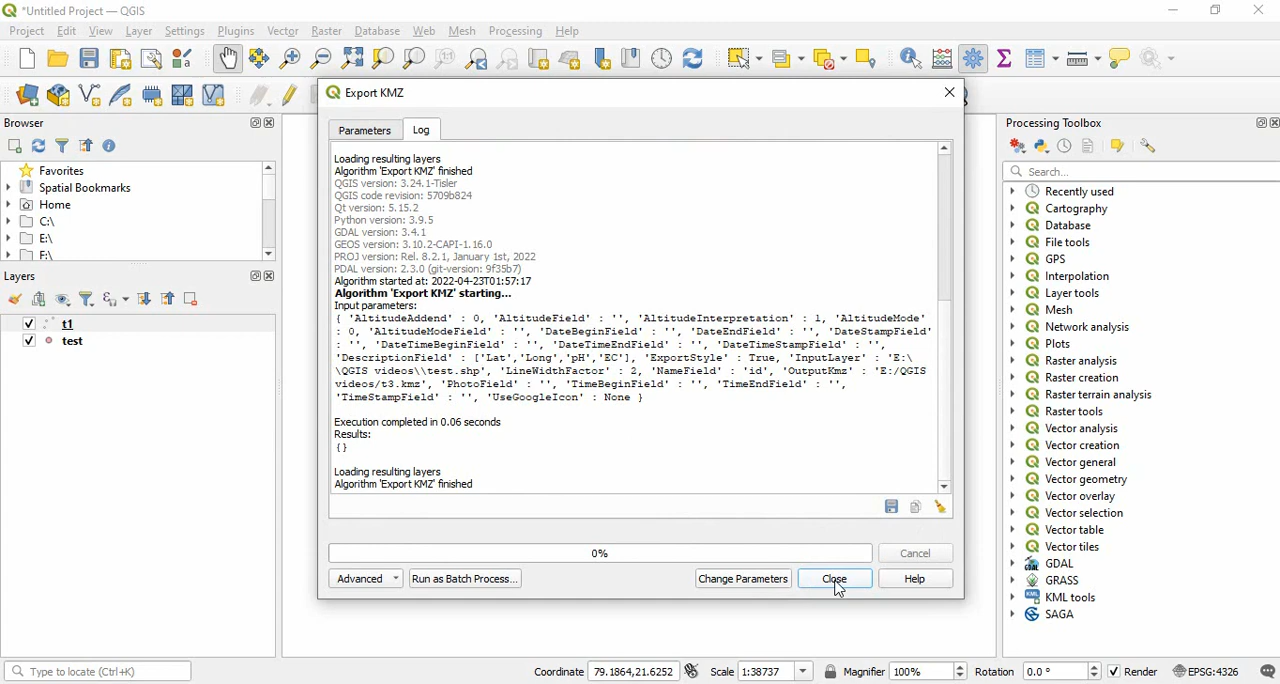 *Untitled Project — QGIS
Project Edit View Layer Settings Plugins Vector Raster Database Web Mesh Processing Help
Browser
Favorites
Spatial Bookmarks
Home
C:\
E:\
F:\
Layers
t1
test
Export KMZ
Parameters Log
Loading resulting layers
Algorithm 'Export KMZ' finished
QGIS version: 3.24.1-Tisler
QGIS code revision: 5709b824
Qt version: 5.15.2
Python version: 3.9.5
GDAL version: 3.4.1
GEOS version: 3.10.2-CAPI-1.16.0
PROJ version: Rel. 8.2.1, January 1st, 2022
PDAL version: 2.3.0 (git-version: 9f35b7)
Algorithm started at: 2022-04-23T01:57:17
Algorithm 'Export KMZ' starting...
Input parameters:
{ 'AltitudeAddend' : 0, 'AltitudeField' : '', 'AltitudeInterpretation' : 1, 'AltitudeMode'
: 0, 'AltitudeModeField' : '', 'DateBeginField' : '', 'DateEndField' : '', 'DateStampField'
: '', 'DateTimeBeginField' : '', 'DateTimeEndField' : '', 'DateTimeStampField' : '',
'DescriptionField' : ['Lat','Long','pH','EC'], 'ExportStyle' : True, 'InputLayer' : 'E:\
\QGIS videos\\test.shp', 'LineWidthFactor' : 2, 'NameField' : 'id', 'OutputKmz' : 'E:/QGIS
videos/t3.kmz', 'PhotoField' : '', 'TimeBeginField' : '', 'TimeEndField' : '',
'TimeStampField' : '', 'UseGoogleIcon' : None }
Execution completed in 0.06 seconds
Results:
{}
Loading resulting layers
Algorithm 'Export KMZ' finished
0%
Cancel
Advanced Run as Batch Process... Change Parameters Close Help
Processing Toolbox
Search...
Recently used
Cartography
Database
File tools
GPS
Interpolation
Layer tools
Mesh
Network analysis
Plots
Raster analysis
Raster creation
Raster terrain analysis
Raster tools
Vector analysis
Vector creation
Vector general
Vector geometry
Vector overlay
Vector selection
Vector table
Vector tiles
GDAL
GRASS
KML tools
SAGA
Type to locate (Ctrl+K) Coordinate 79.1864,21.6252 Scale 1:38737 Magnifier 100% Rotation 0.0 ° Render EPSG:4326